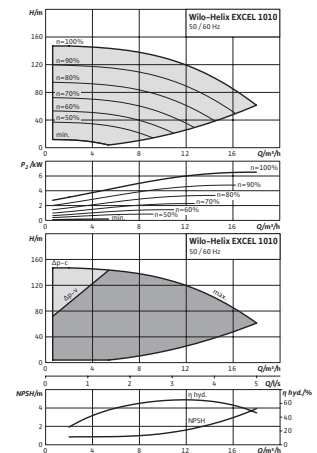 H/m
Wilo-Helix EXCEL 1010
50/60 Hz
160
n=100%
120
n=90%
n=80%
80
n=70%
n=60%
40
n=50%
min.
0
0 4 8 12 16 Q/m³/h
P₂/kW
n=100%
6
n=90%
4
n=80%
n=70%
2
n=60%
min. n=50%
0
0 4 8 12 16 Q/m³/h
H/m
Wilo-Helix EXCEL 1010
50/60 Hz
160
Δp-c
120
Δp-v
max.
80
40
0
0 4 8 12 16 Q/m³/h
0 1 2 3 4 5 Q/l/s
NPSH/m
η hyd./%
η hyd.
60
4
40
NPSH
2
20
0
0
0 4 8 12 16 Q/m³/h